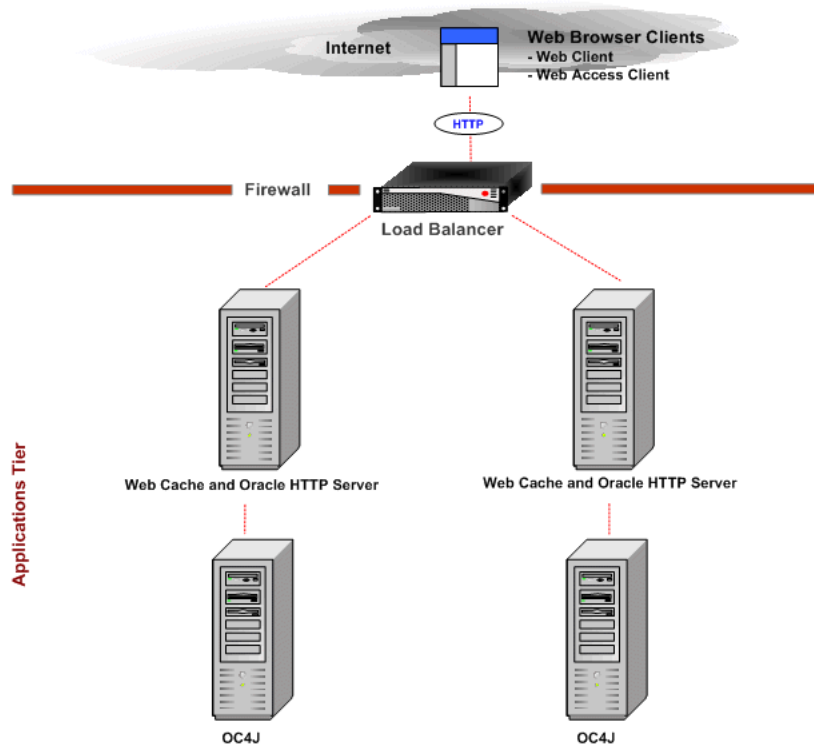 Internet
Web Browser Clients
- Web Client
- Web Access Client
HTTP
Firewall
Load Balancer
Applications Tier
Web Cache and Oracle HTTP Server
Web Cache and Oracle HTTP Server
OC4J
OC4J